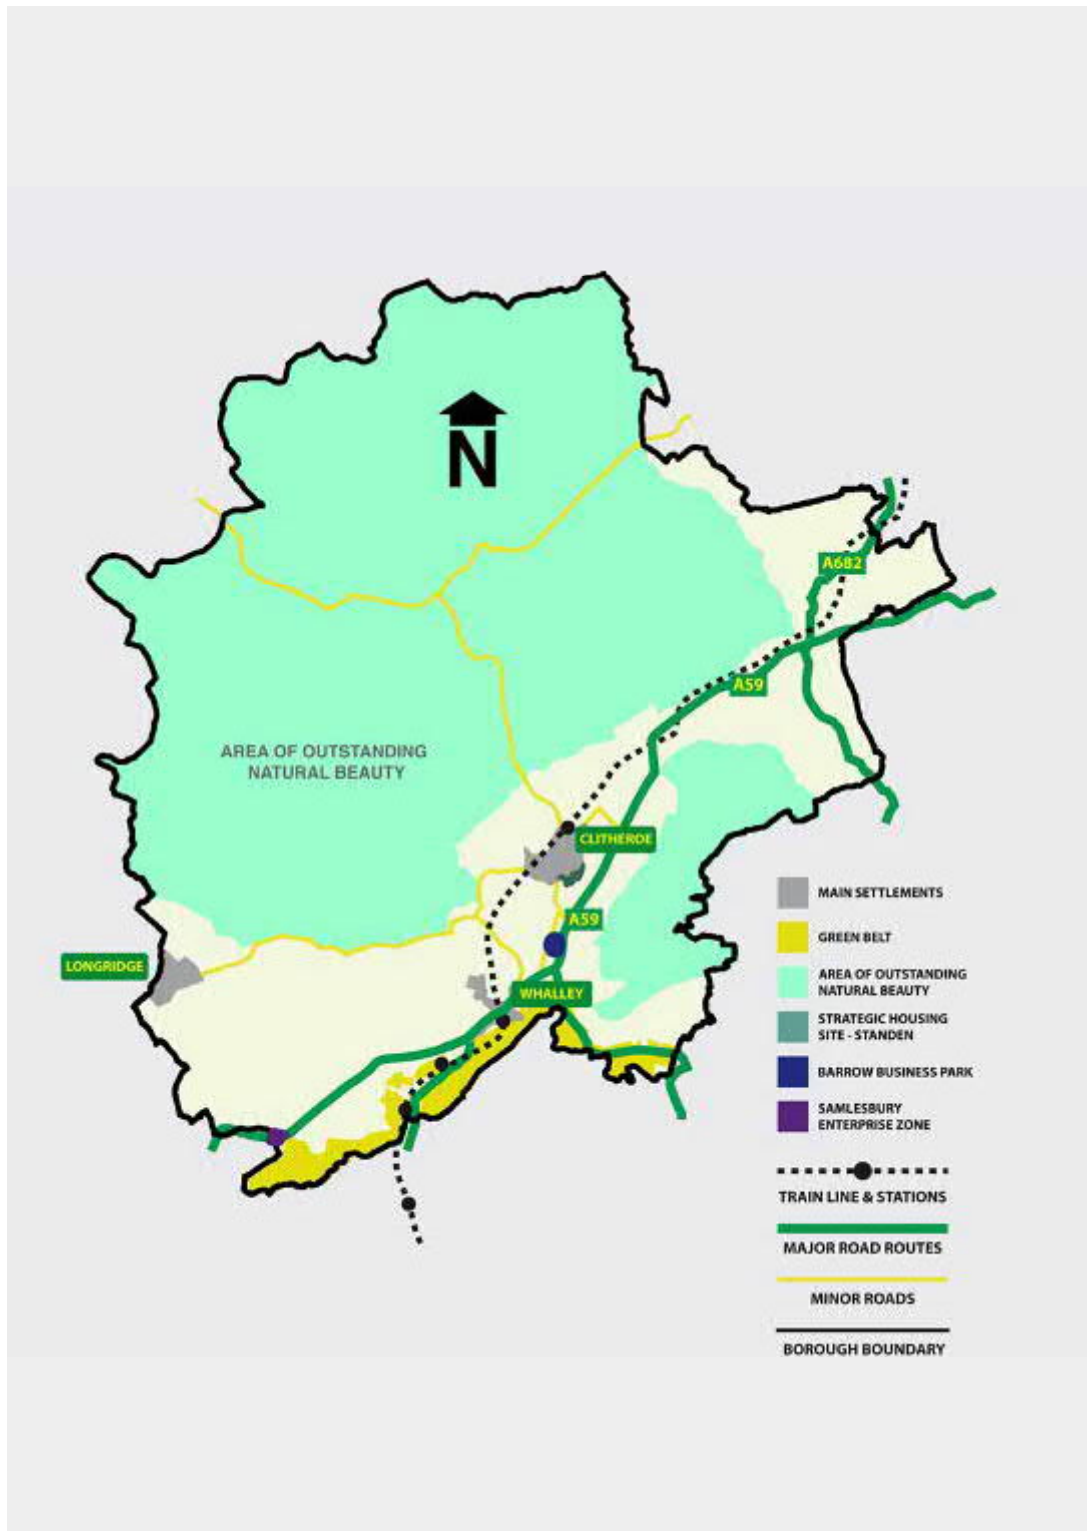 N
A682
A59
AREA OF OUTSTANDING
NATURAL BEAUTY
CLITHEROE
A59
LONGRIDGE
WHALLEY
MAIN SETTLEMENTS
GREEN BELT
AREA OF OUTSTANDING
NATURAL BEAUTY
STRATEGIC HOUSING
SITE - STANDEN
BARROW BUSINESS PARK
SAMLESBURY
ENTERPRISE ZONE
TRAIN LINE & STATIONS
MAJOR ROAD ROUTES
MINOR ROADS
BOROUGH BOUNDARY